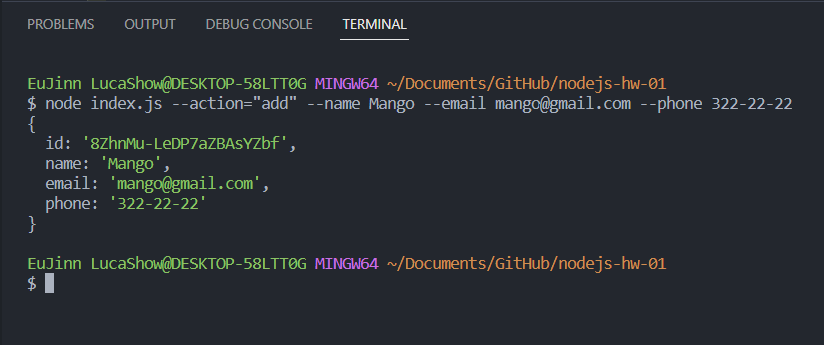 PROBLEMS OUTPUT DEBUG CONSOLE TERMINAL
EuJinn LucaShow@DESKTOP-58LTT0G MINGW64 ~/Documents/GitHub/nodejs-hw-01
$ node index.js --action="add" --name Mango --email mango@gmail.com --phone 322-22-22
{
  id: '8ZhnMu-LeDP7aZBAsYZbf',
  name: 'Mango',
  email: 'mango@gmail.com',
  phone: '322-22-22'
}
EuJinn LucaShow@DESKTOP-58LTT0G MINGW64 ~/Documents/GitHub/nodejs-hw-01
$